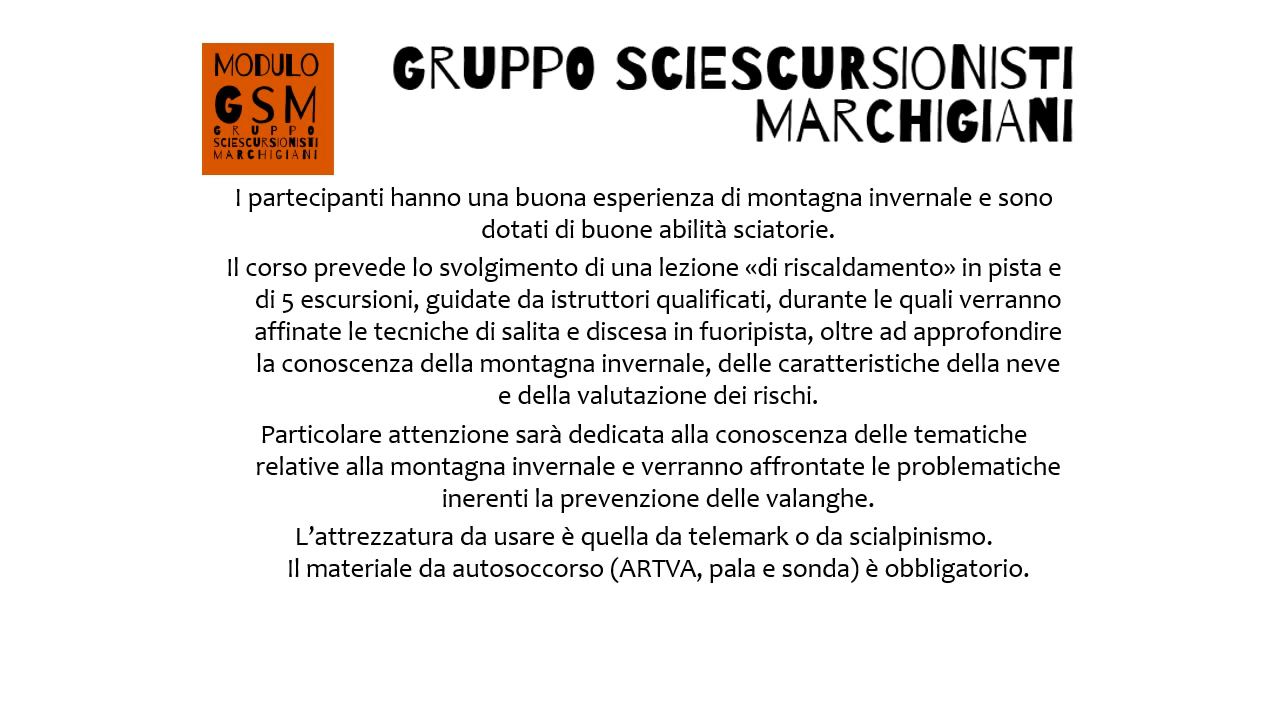 MODULO
GSM
GRUPPO
SCIESCURSIONISTI
MARCHIGIANI
GRUPPO SCIESCURSIONISTI
MARCHIGIANI
I partecipanti hanno una buona esperienza di montagna invernale e sono
dotati di buone abilità sciatorie.
Il corso prevede lo svolgimento di una lezione «di riscaldamento» in pista e
di 5 escursioni, guidate da istruttori qualificati, durante le quali verranno
affinate le tecniche di salita e discesa in fuoripista, oltre ad approfondire
la conoscenza della montagna invernale, delle caratteristiche della neve
e della valutazione dei rischi.
Particolare attenzione sarà dedicata alla conoscenza delle tematiche
relative alla montagna invernale e verranno affrontate le problematiche
inerenti la prevenzione delle valanghe.
L’attrezzatura da usare è quella da telemark o da scialpinismo.
Il materiale da autosoccorso (ARTVA, pala e sonda) è obbligatorio.